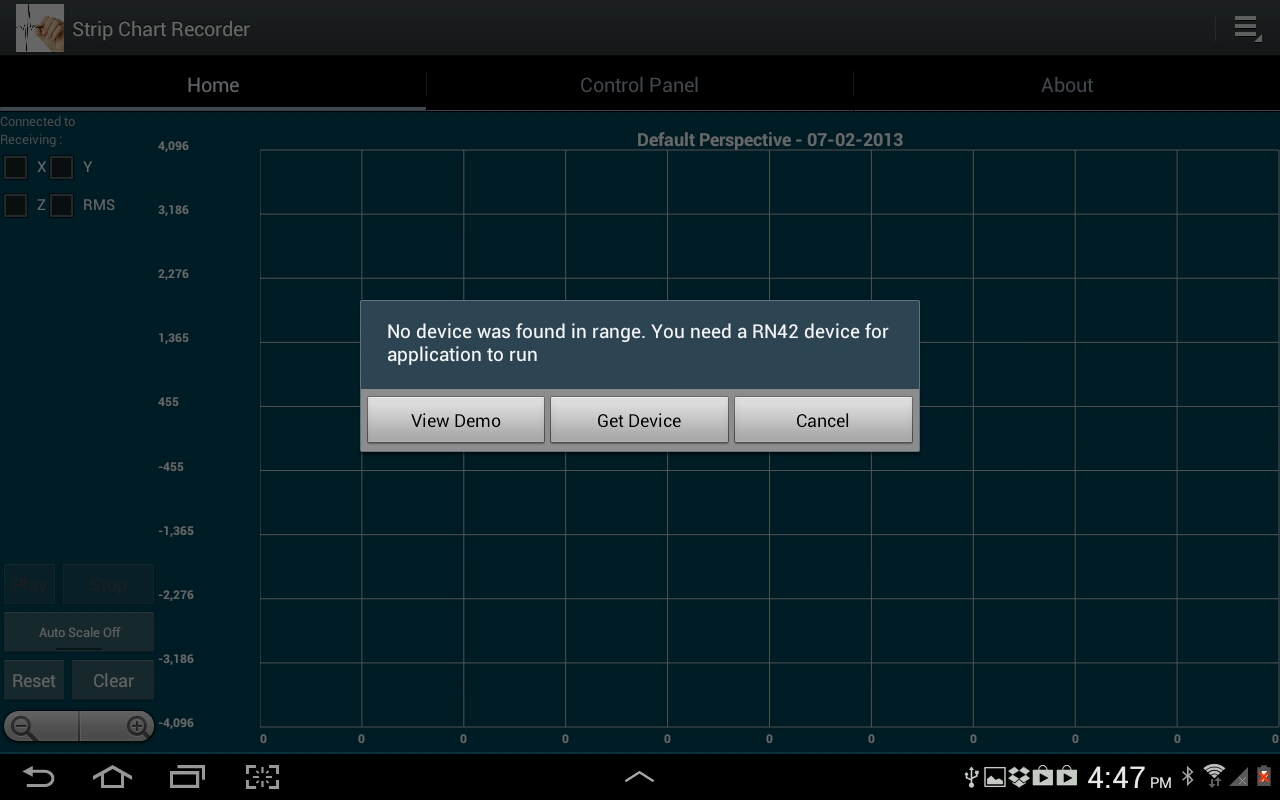 Strip Chart Recorder
Home
Control Panel
About
Connected to
Receiving :
X
Y
Z
RMS
Default Perspective - 07-02-2013
4,096
3,186
2,276
1,365
455
-455
-1,365
-2,276
-3,186
-4,096
No device was found in range. You need a RN42 device for
application to run
View Demo
Get Device
Cancel
Play
Stop
Auto Scale Off
Reset
Clear
0 0 0 0 0 0 0 0 0 0 0
4:47 PM